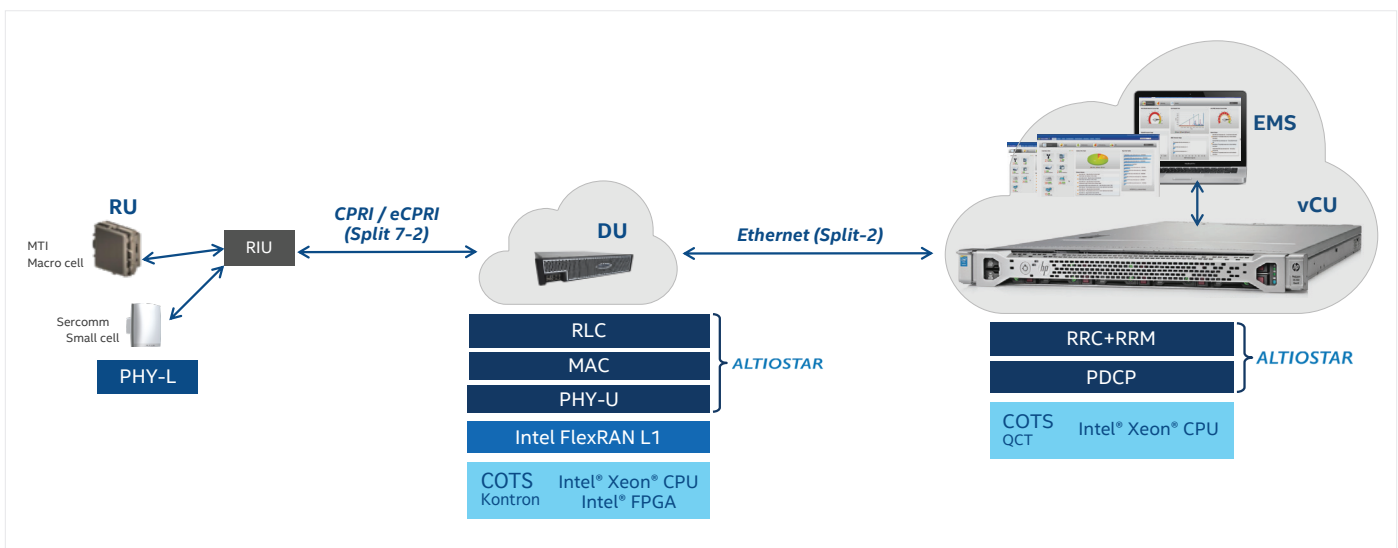 RU
MTI
Macro cell
RIU
Sercomm
Small cell
PHY-L
CPRI / eCPRI
(Split 7-2)
DU
RLC
MAC
PHY-U
ALTIOSTAR
Intel FlexRAN L1
COTS
Kontron
Intel® Xeon® CPU
Intel® FPGA
Ethernet (Split-2)
EMS
vCU
hp
RRC+RRM
PDCP
ALTIOSTAR
COTS
QCT
Intel® Xeon® CPU